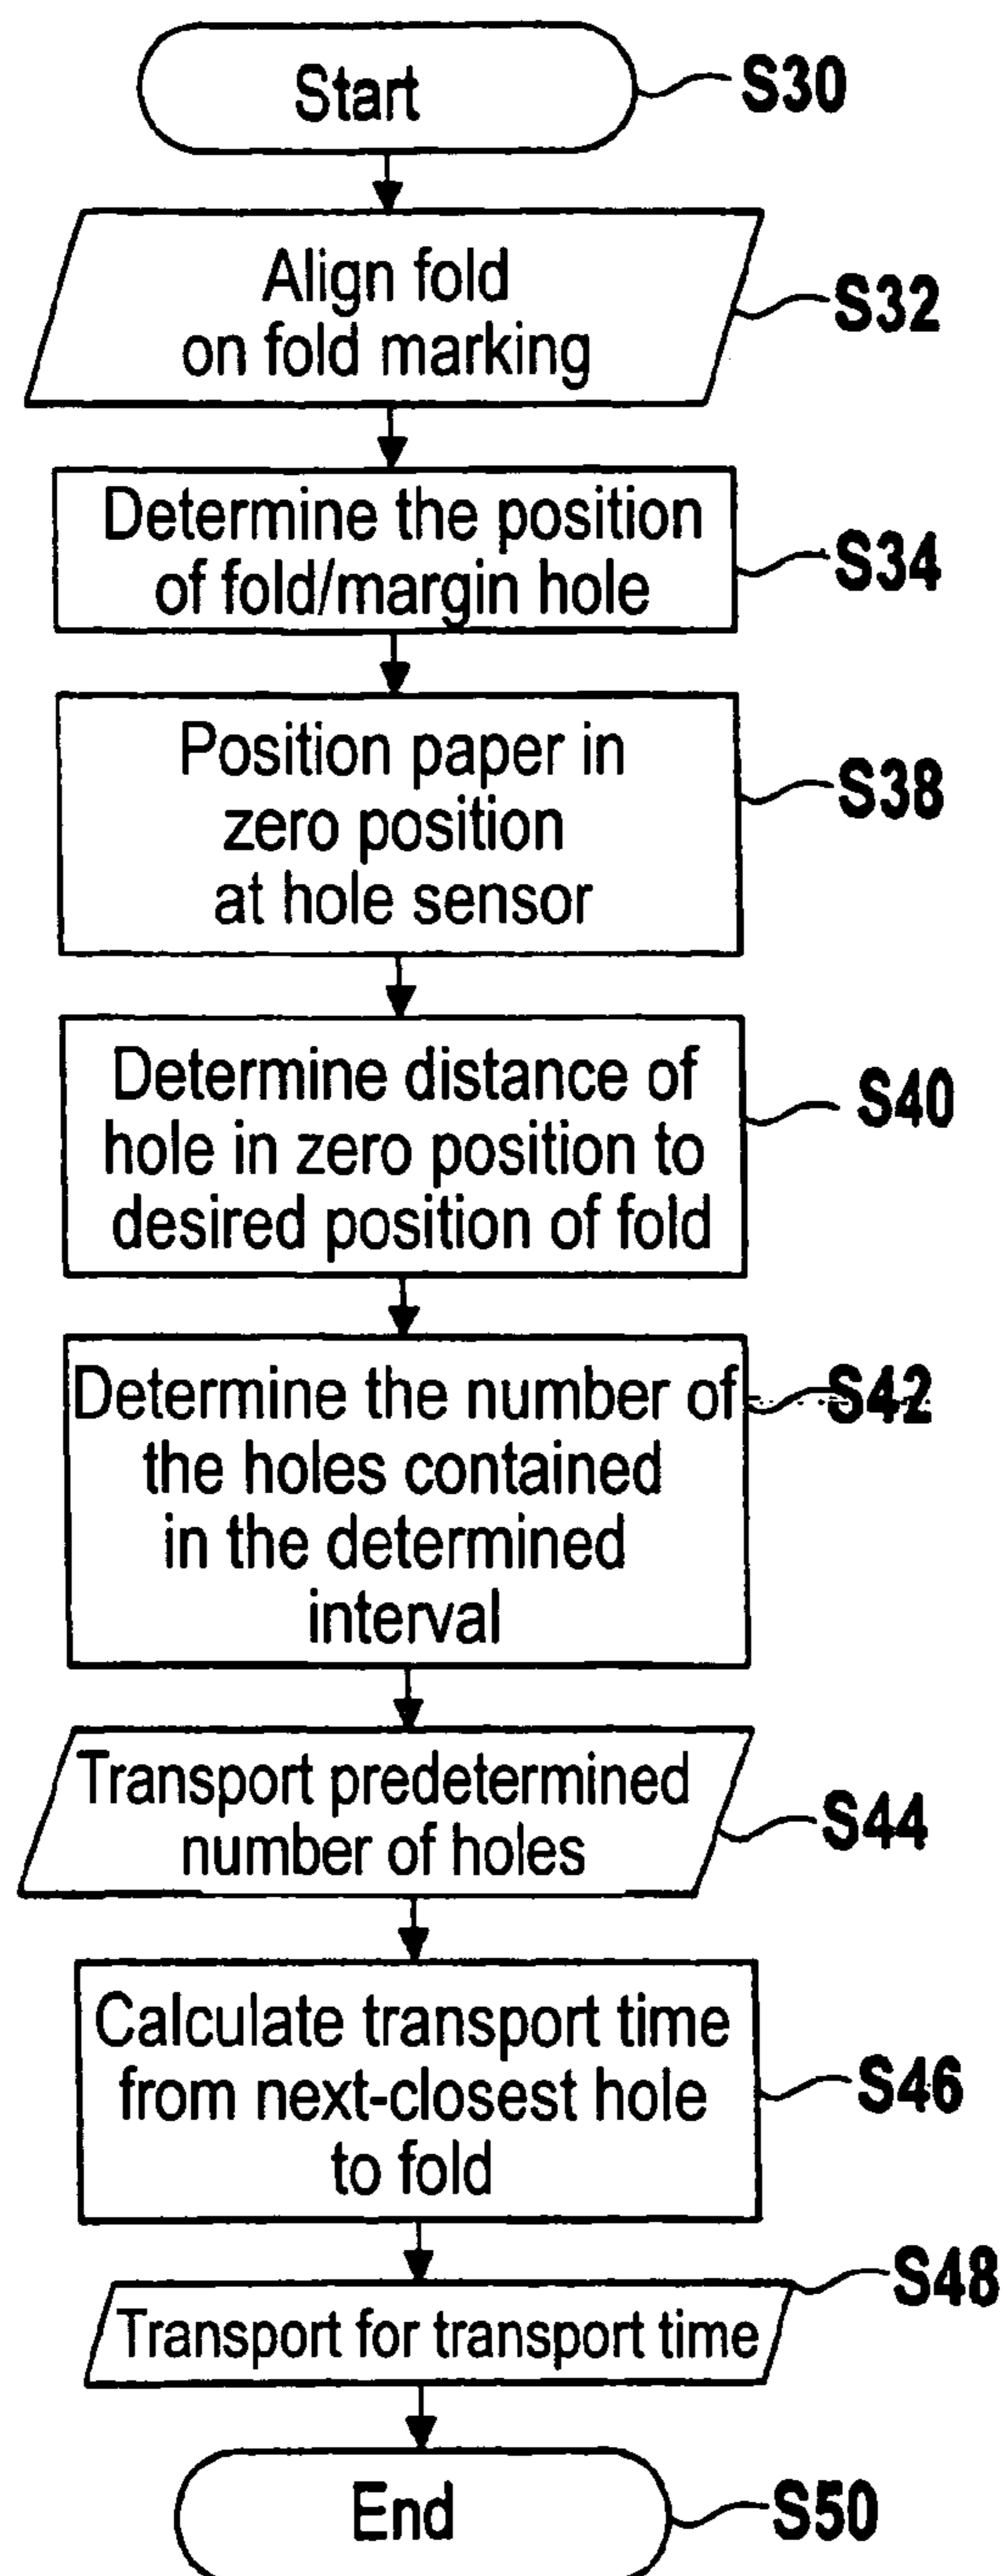 Start
S30
Align fold
on fold marking
S32
Determine the position
of fold/margin hole
S34
Position paper in
zero position
at hole sensor
S38
Determine distance of
hole in zero position to
desired position of fold
S40
Determine the number of
the holes contained
in the determined
interval
S42
Transport predetermined
number of holes
S44
Calculate transport time
from next-closest hole
to fold
S46
Transport for transport time
S48
End
S50